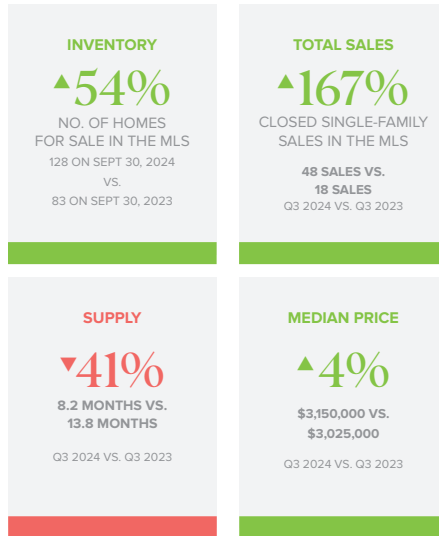 INVENTORY
▲54%
NO. OF HOMES
FOR SALE IN THE MLS
128 ON SEPT 30, 2024
VS.
83 ON SEPT 30, 2023
TOTAL SALES
▲167%
CLOSED SINGLE-FAMILY
SALES IN THE MLS
48 SALES VS.
18 SALES
Q3 2024 VS. Q3 2023
SUPPLY
▼41%
8.2 MONTHS VS.
13.8 MONTHS
Q3 2024 VS. Q3 2023
MEDIAN PRICE
▲4%
$3,150,000 VS.
$3,025,000
Q3 2024 VS. Q3 2023